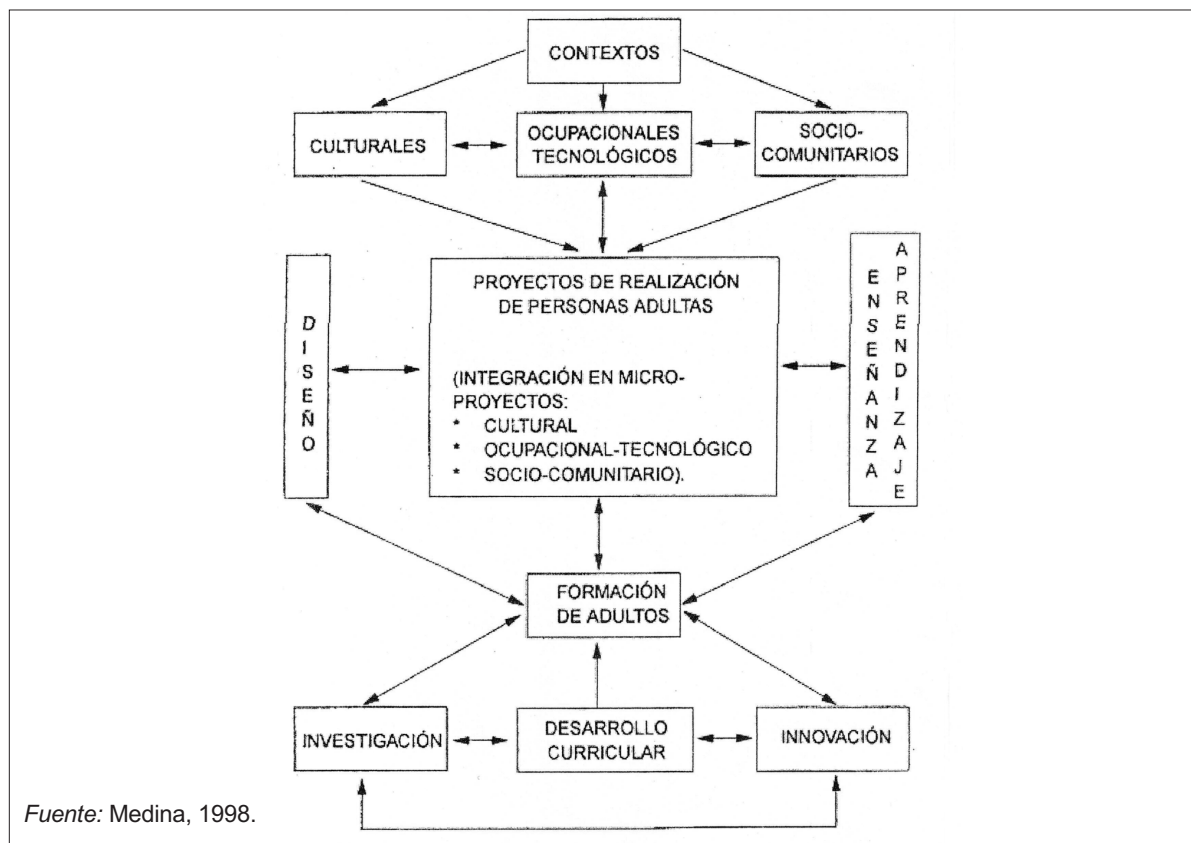 CONTEXTOS
CULTURALES
OCUPACIONALES
TECNOLÓGICOS
SOCIO-
COMUNITARIOS
DISEÑO
PROYECTOS DE REALIZACIÓN
DE PERSONAS ADULTAS
(INTEGRACIÓN EN MICRO-
PROYECTOS:
* CULTURAL
* OCUPACIONAL-TECNOLÓGICO
* SOCIO-COMUNITARIO).
ENSEÑANZA
APRENDIZAJE
FORMACIÓN
DE ADULTOS
INVESTIGACIÓN
DESARROLLO
CURRICULAR
INNOVACIÓN
Fuente: Medina, 1998.